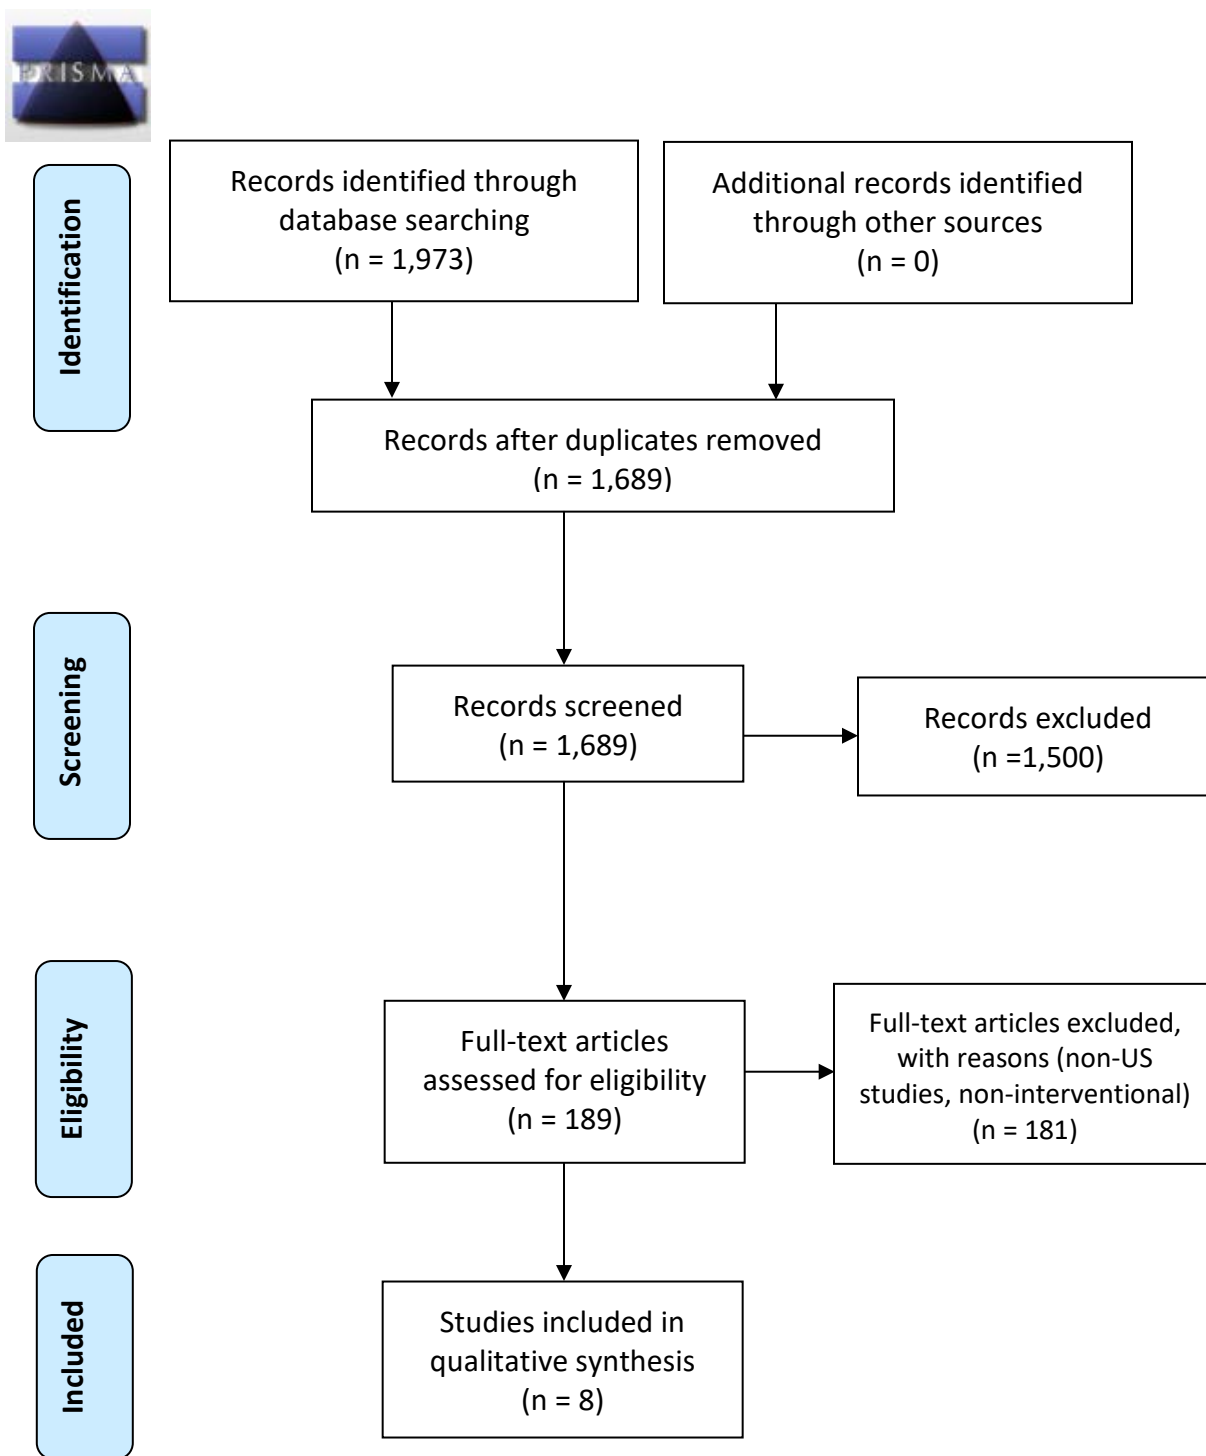 PRISMA
Identification
Records identified through
database searching
(n = 1,973)
Additional records identified
through other sources
(n = 0)
Records after duplicates removed
(n = 1,689)
Screening
Records screened
(n = 1,689)
Records excluded
(n =1,500)
Eligibility
Full-text articles
assessed for eligibility
(n = 189)
Full-text articles excluded,
with reasons (non-US
studies, non-interventional)
(n = 181)
Included
Studies included in
qualitative synthesis
(n = 8)